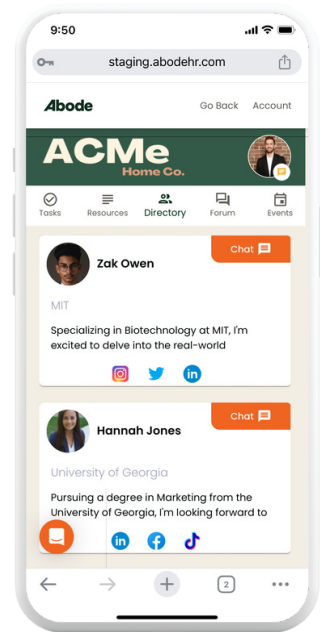 9:50
staging.abodehr.com
Abode
Go Back Account
ACMe
Home Co.
Tasks Resources Directory Forum Events
Chat
Zak Owen
MIT
Specializing in Biotechnology at MIT, I'm
excited to delve into the real-world
Chat
Hannah Jones
University of Georgia
Pursuing a degree in Marketing from the
University of Georgia, I'm looking forward to
2